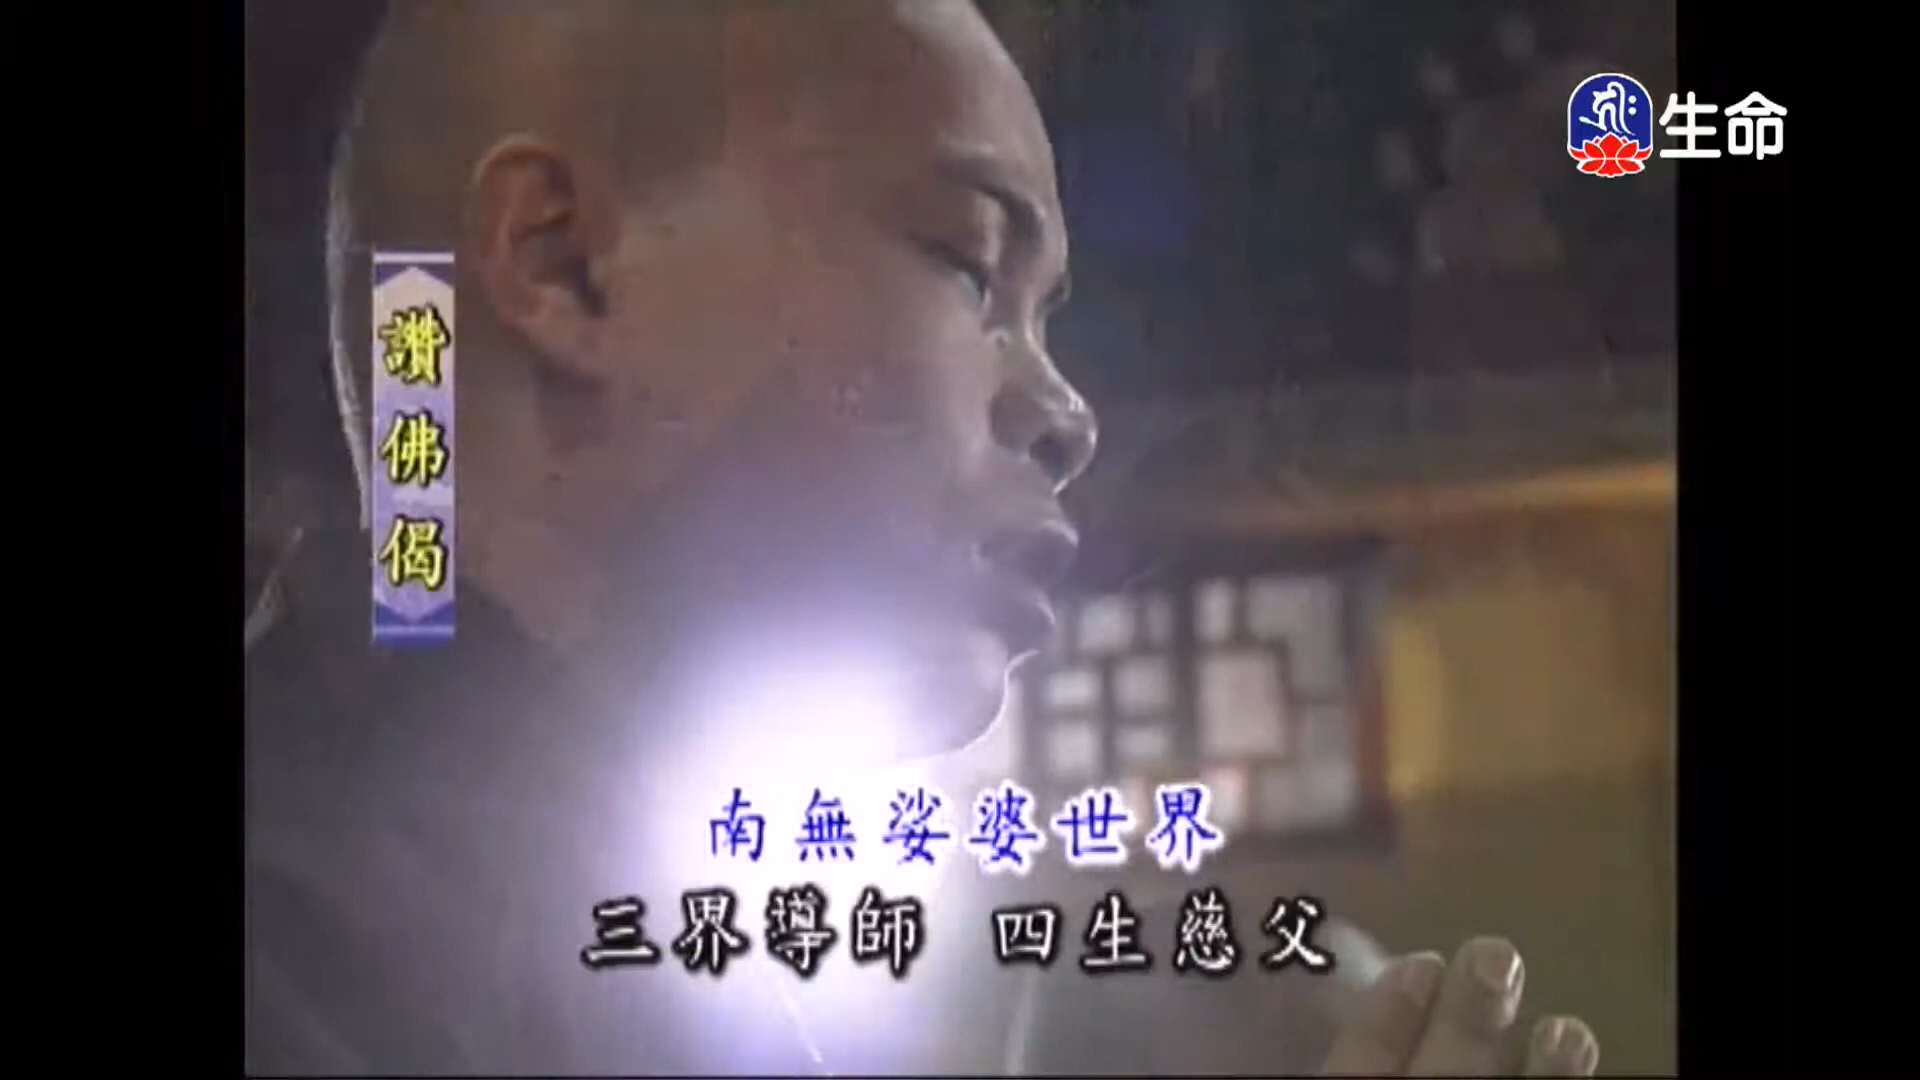 生命
讚佛偈
南無娑婆世界
三界導師 四生慈父